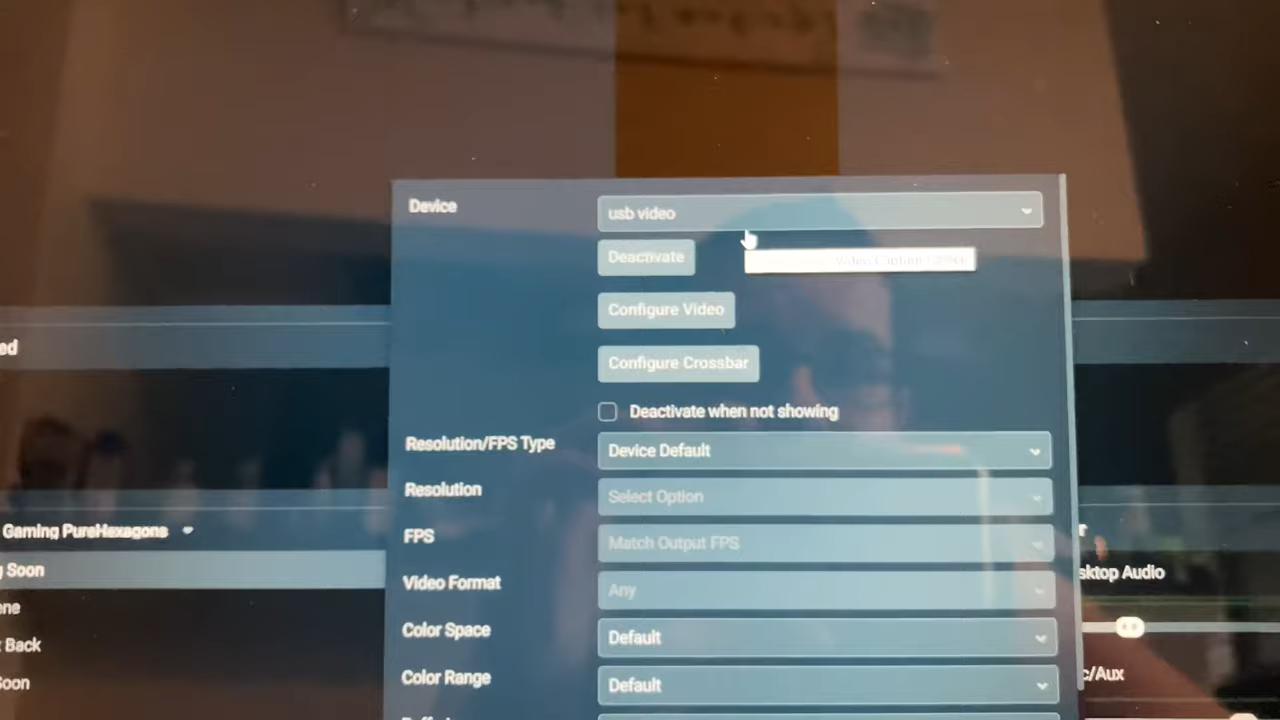 Device
usb video
Deactivate
Configure Video
Configure Crossbar
Deactivate when not showing
Resolution/FPS Type
Device Default
Resolution
Select Option
FPS
Match Output FPS
Video Format
Any
Color Space
Default
Color Range
Default
ed
Gaming PureHexagons
g Soon
ene
t Back
Soon
sktop Audio
c/Aux